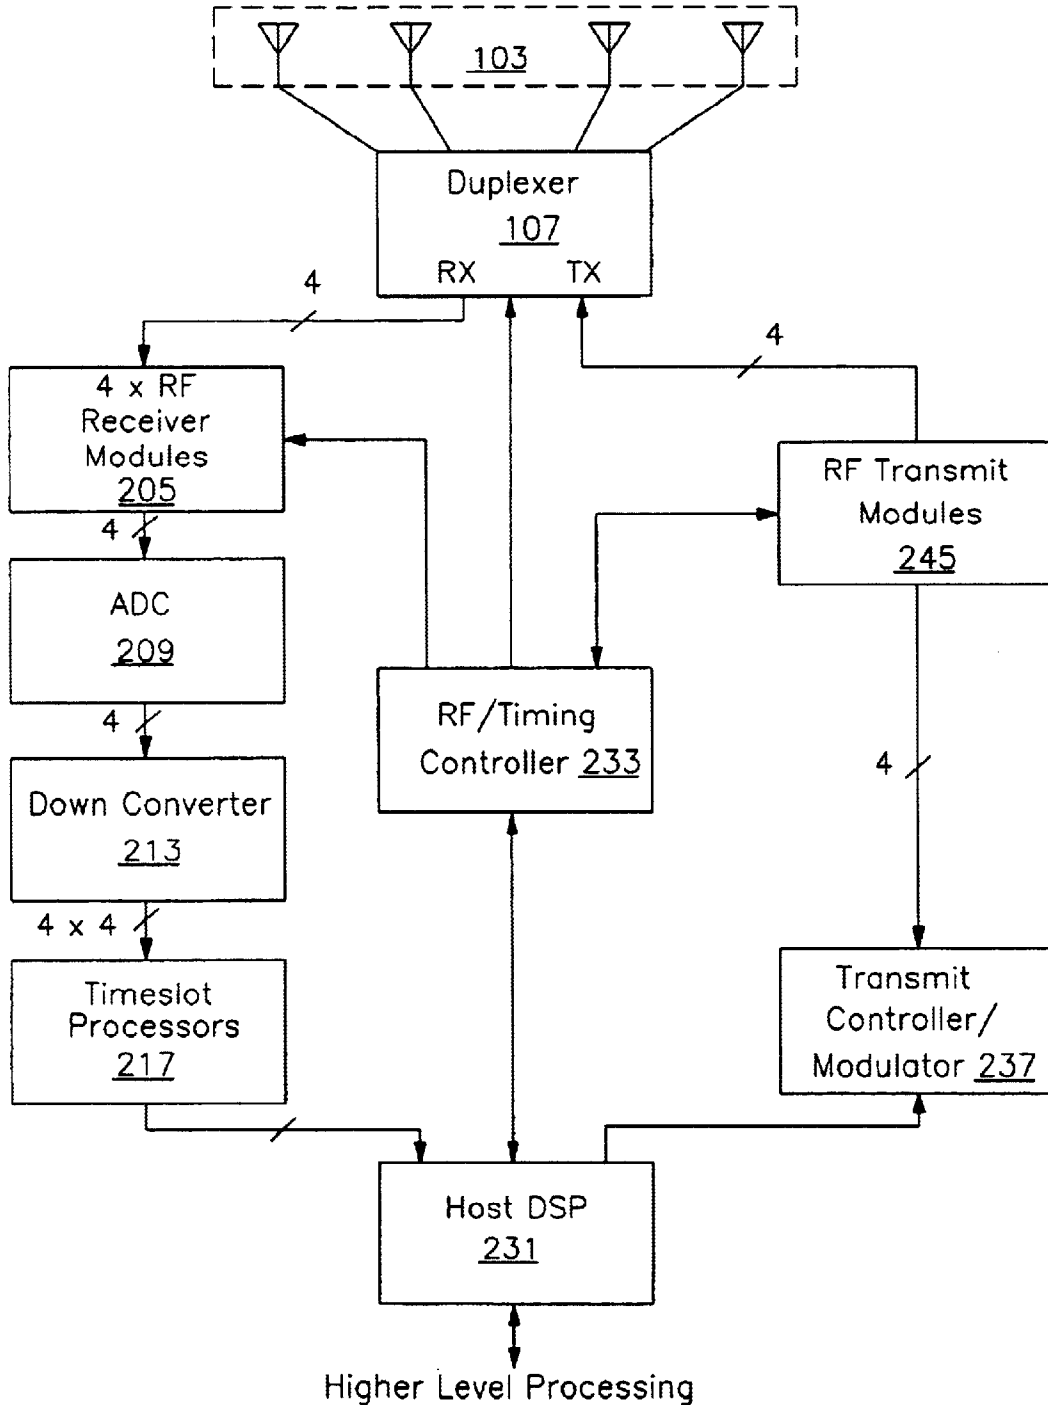 103
Duplexer
107
RX TX
4
4
4 x RF
Receiver
Modules
205
RF Transmit
Modules
245
4
ADC
209
RF/Timing
Controller 233
4
4
Down Converter
213
4 x 4
Timeslot
Processors
217
Transmit
Controller/
Modulator 237
Host DSP
231
Higher Level Processing